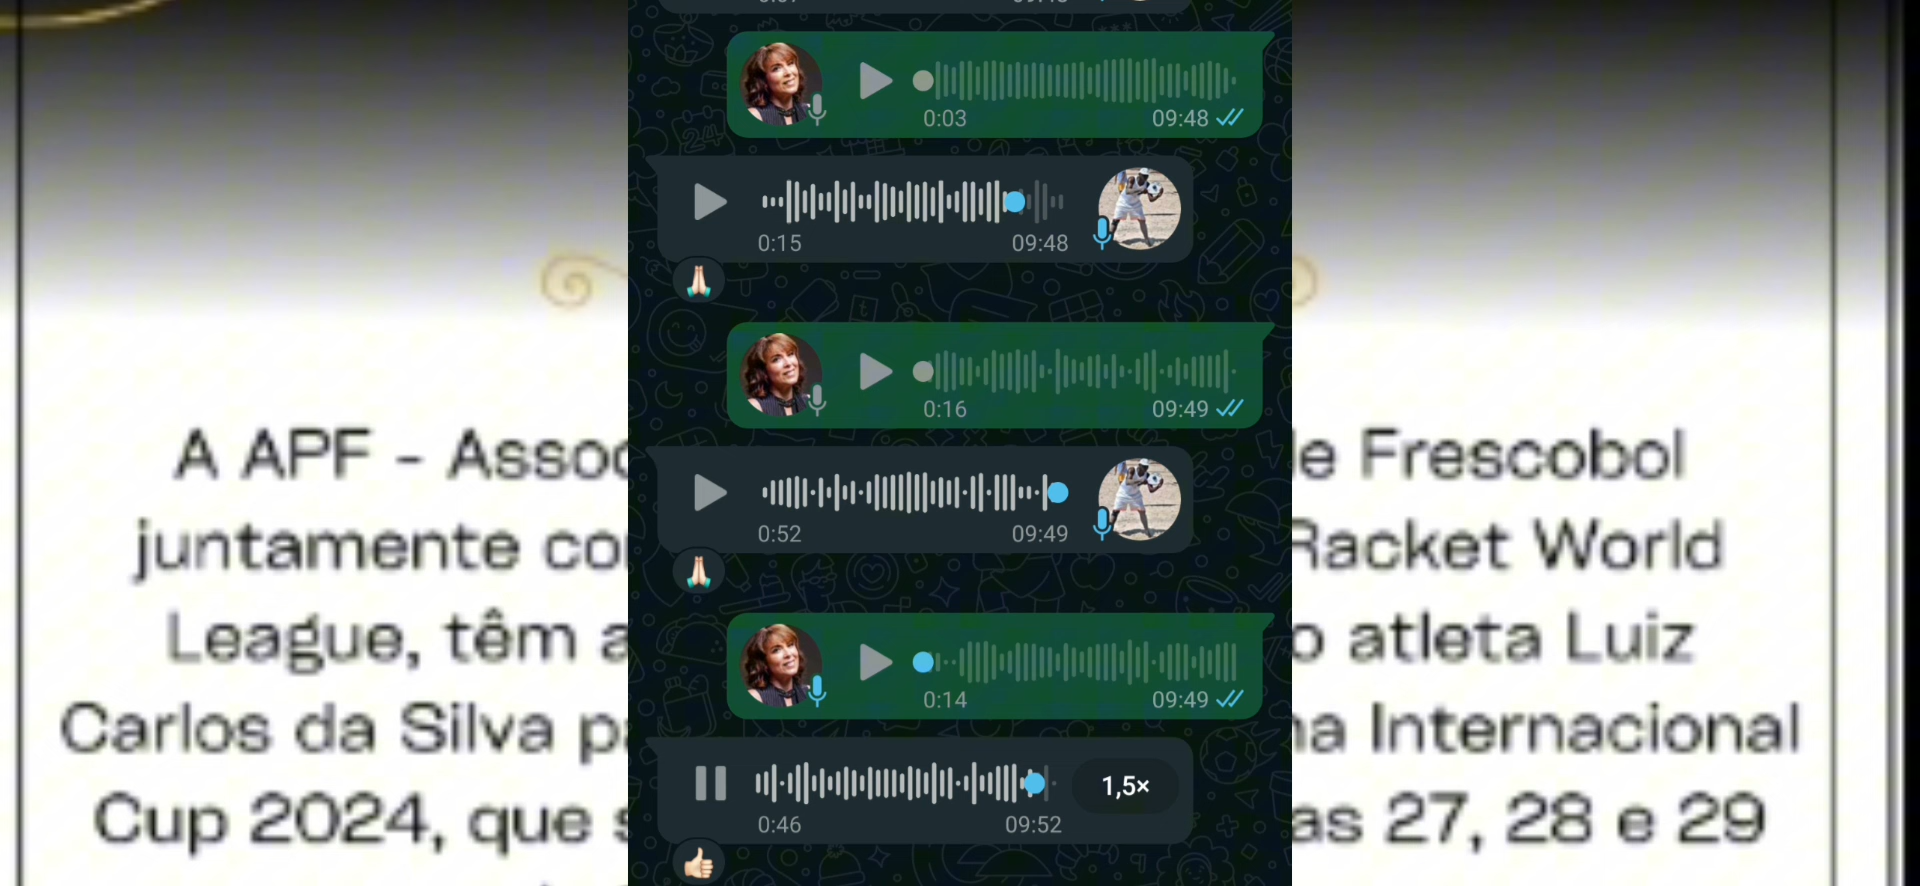 0:03 09:48
0:15 09:48
0:16 09:49
0:52 09:49
0:14 09:49
1,5×
0:46 09:52
A APF - Assoc
e Frescobol
juntamente co
Racket World
League, têm a
o atleta Luiz
Carlos da Silva p
na Internacional
Cup 2024, que s
as 27, 28 e 29